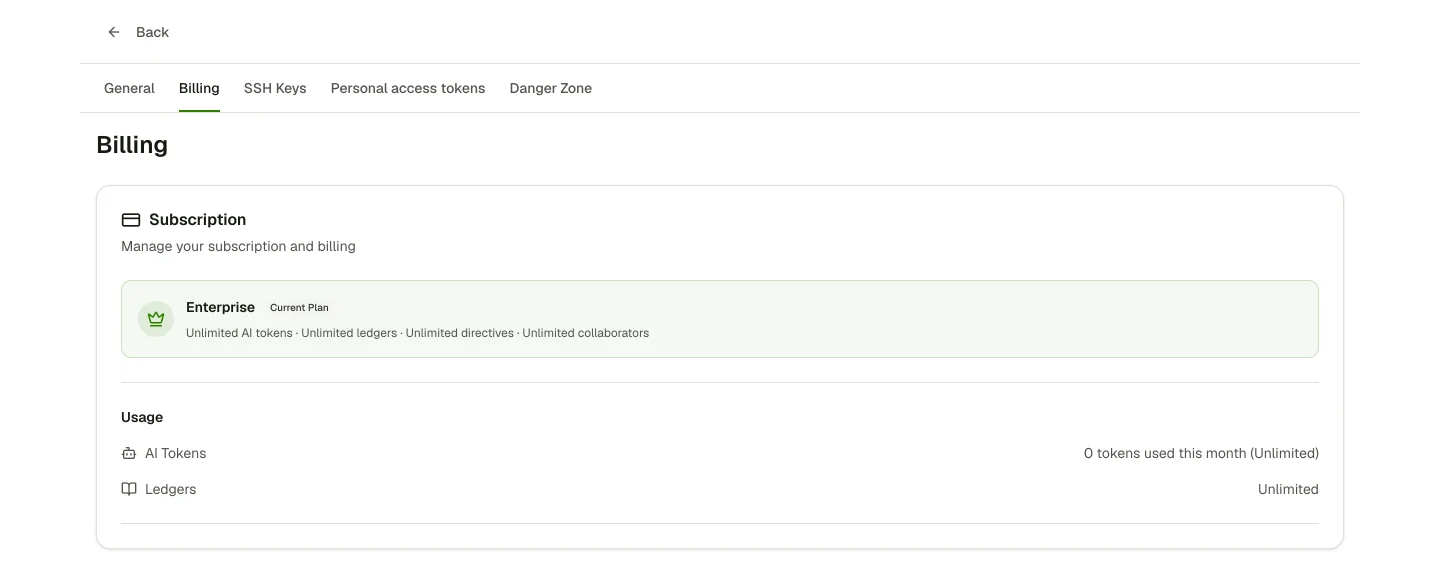 Back
General Billing SSH Keys Personal access tokens Danger Zone
Billing
Subscription
Manage your subscription and billing
Enterprise Current Plan
Unlimited AI tokens · Unlimited ledgers · Unlimited directives · Unlimited collaborators
Usage
AI Tokens 0 tokens used this month (Unlimited)
Ledgers Unlimited